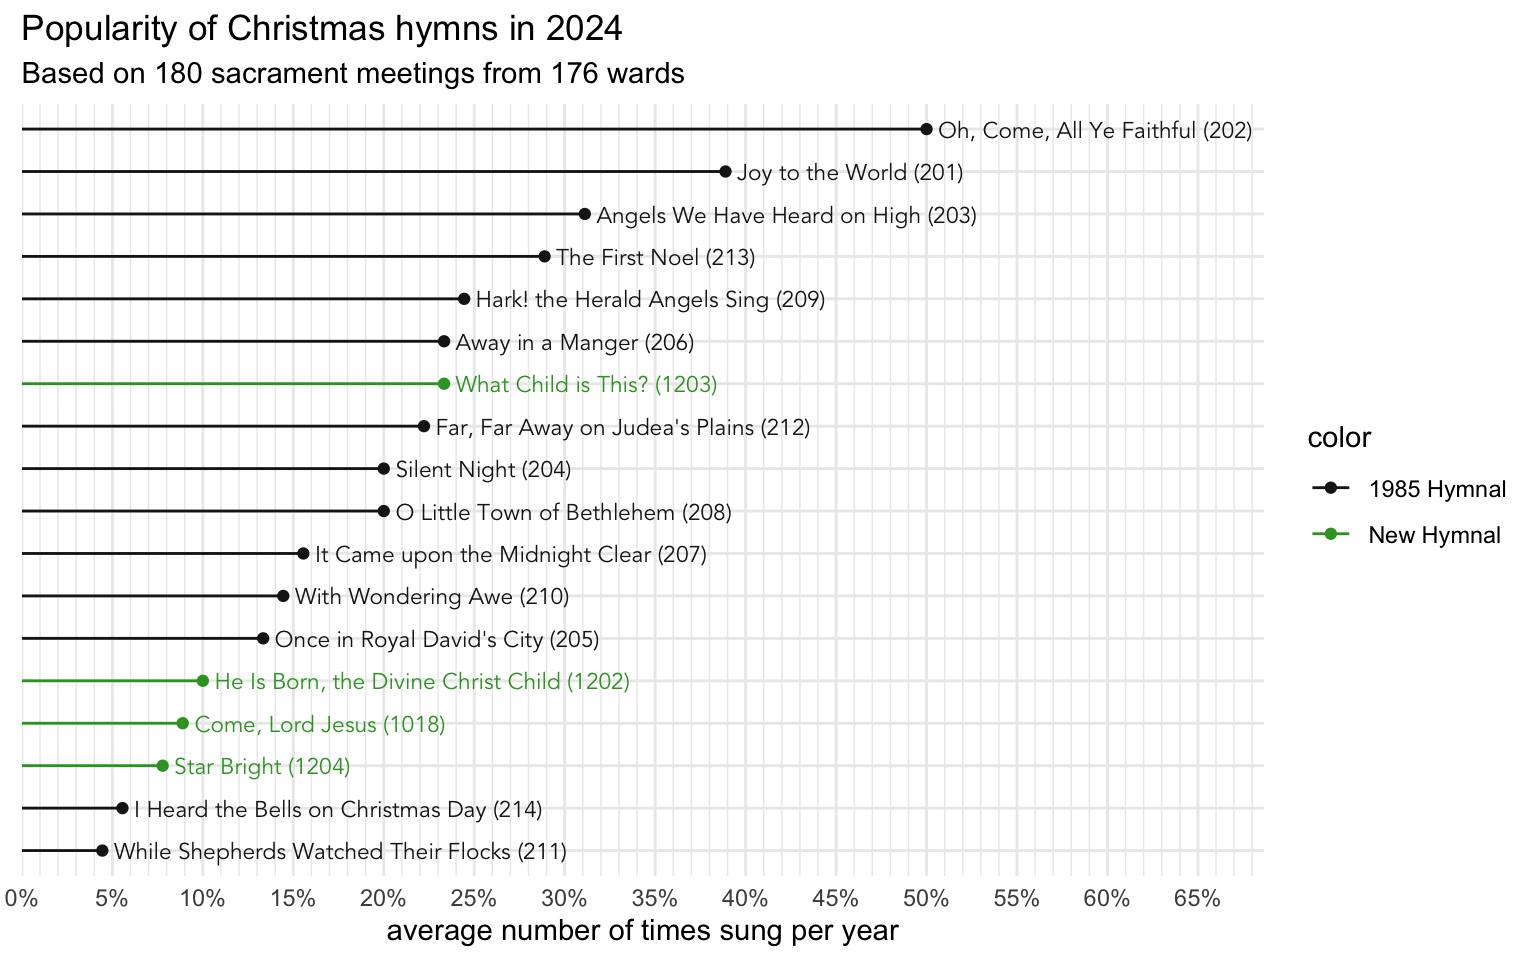 Popularity of Christmas hymns in 2024
Based on 180 sacrament meetings from 176 wards
Oh, Come, All Ye Faithful (202)
Joy to the World (201)
Angels We Have Heard on High (203)
The First Noel (213)
Hark! the Herald Angels Sing (209)
Away in a Manger (206)
What Child is This? (1203)
Far, Far Away on Judea's Plains (212)
Silent Night (204)
O Little Town of Bethlehem (208)
It Came upon the Midnight Clear (207)
With Wondering Awe (210)
Once in Royal David's City (205)
He Is Born, the Divine Christ Child (1202)
Come, Lord Jesus (1018)
Star Bright (1204)
I Heard the Bells on Christmas Day (214)
While Shepherds Watched Their Flocks (211)
0% 5% 10% 15% 20% 25% 30% 35% 40% 45% 50% 55% 60% 65%
average number of times sung per year
color
1985 Hymnal
New Hymnal